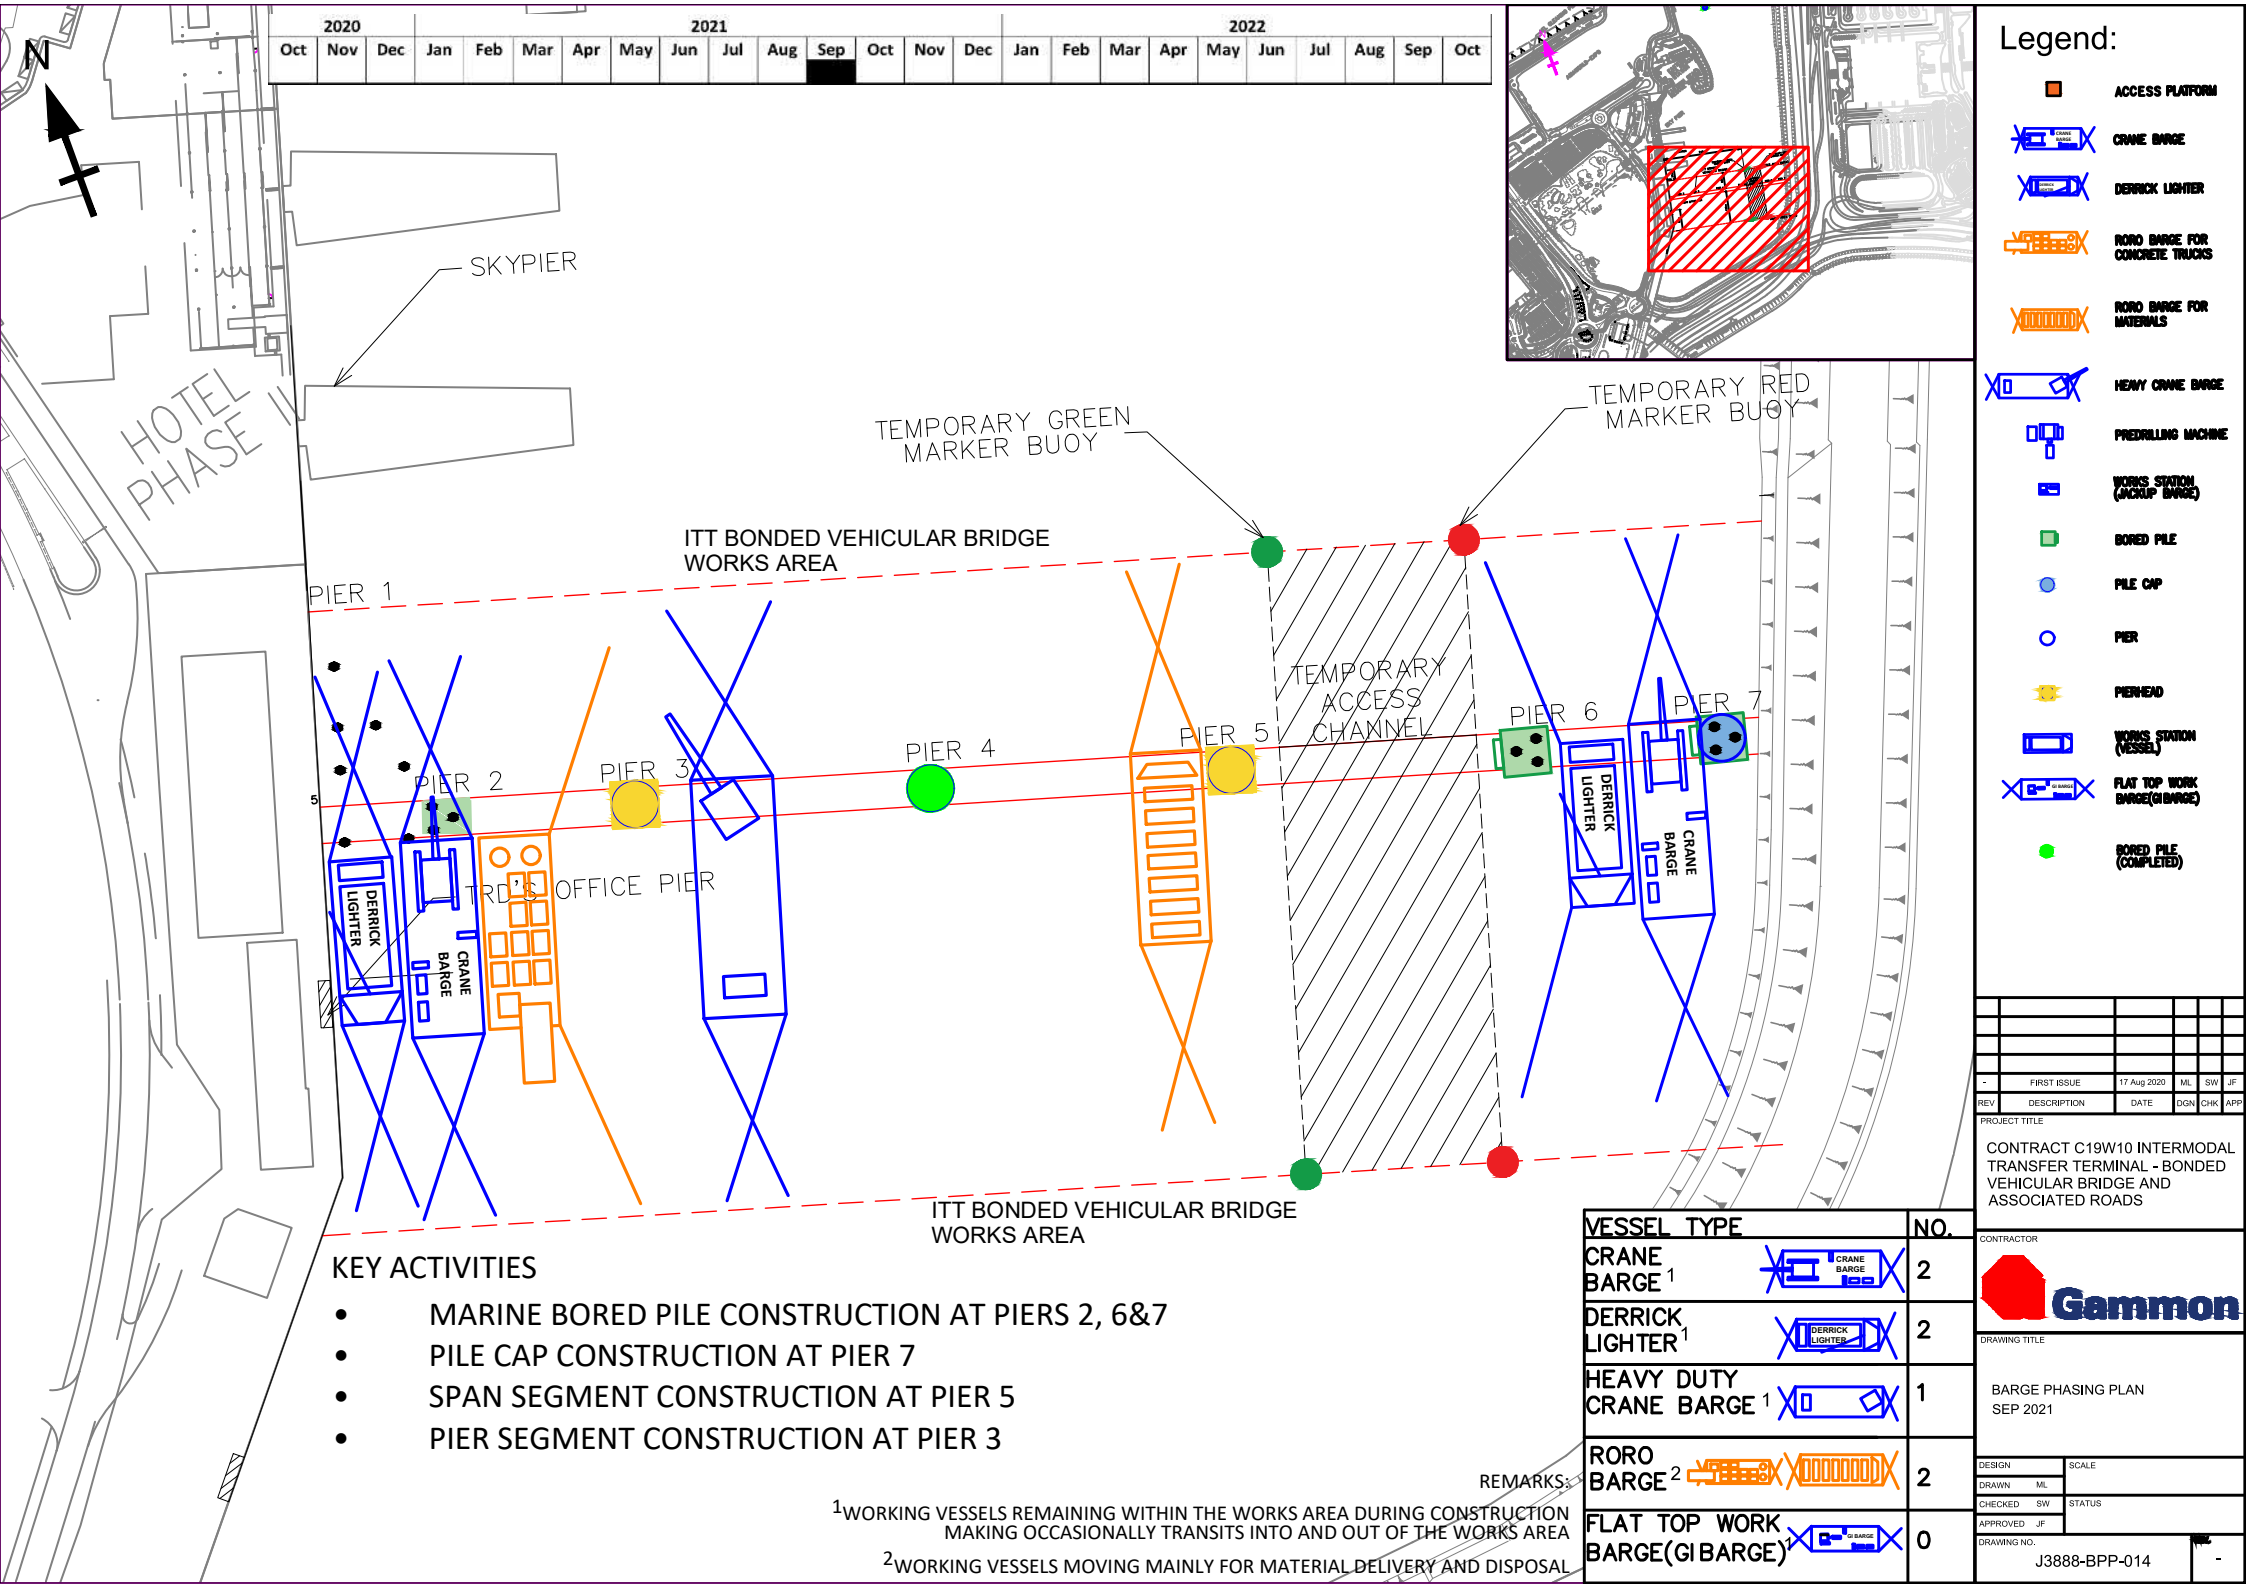 2020 2021 2022
Oct Nov Dec Jan Feb Mar Apr May Jun Jul Aug Sep Oct Nov Dec Jan Feb Mar Apr May Jun Jul Aug Sep Oct
N
SKYPIER
HOTEL
PHASE II
TEMPORARY GREEN
MARKER BUOY
TEMPORARY RED
MARKER BUOY
ITT BONDED VEHICULAR BRIDGE
WORKS AREA
PIER 1
PIER 2
PIER 3
PIER 4
PIER 5
PIER 6
PIER 7
TEMPORARY
ACCESS
CHANNEL
5
TRD'S OFFICE PIER
DERRICK
LIGHTER
CRANE
BARGE
DERRICK
LIGHTER
CRANE
BARGE
ITT BONDED VEHICULAR BRIDGE
WORKS AREA
KEY ACTIVITIES
• MARINE BORED PILE CONSTRUCTION AT PIERS 2, 6&7
• PILE CAP CONSTRUCTION AT PIER 7
• SPAN SEGMENT CONSTRUCTION AT PIER 5
• PIER SEGMENT CONSTRUCTION AT PIER 3
REMARKS:
1WORKING VESSELS REMAINING WITHIN THE WORKS AREA DURING CONSTRUCTION
MAKING OCCASIONALLY TRANSITS INTO AND OUT OF THE WORKS AREA
2WORKING VESSELS MOVING MAINLY FOR MATERIAL DELIVERY AND DISPOSAL
VESSEL TYPE NO.
CRANE
BARGE 1 CRANE BARGE 2
DERRICK
LIGHTER 1 DERRICK LIGHTER 2
HEAVY DUTY
CRANE BARGE 1 1
RORO
BARGE 2 2
FLAT TOP WORK
BARGE(GI BARGE)1 GI BARGE 0
Legend:
ACCESS PLATFORM
CRANE BARGE
CRANE BARGE
DERRICK LIGHTER
DERRICK LIGHTER
RORO BARGE FOR
CONCRETE TRUCKS
RORO BARGE FOR
MATERIALS
HEAVY CRANE BARGE
PREDRILLING MACHINE
WORKS STATION
(JACKUP BARGE)
BORED PILE
PILE CAP
PIER
PIERHEAD
WORKS STATION
(VESSEL)
GI BARGE
FLAT TOP WORK
BARGE(GI BARGE)
BORED PILE
(COMPLETED)
- FIRST ISSUE 17 Aug 2020 ML SW JF
REV DESCRIPTION DATE DGN CHK APP
PROJECT TITLE
CONTRACT C19W10 INTERMODAL
TRANSFER TERMINAL - BONDED
VEHICULAR BRIDGE AND
ASSOCIATED ROADS
CONTRACTOR
Gammon
DRAWING TITLE
BARGE PHASING PLAN
SEP 2021
DESIGN SCALE
DRAWN ML
CHECKED SW STATUS
APPROVED JF
DRAWING NO.
J3888-BPP-014 -